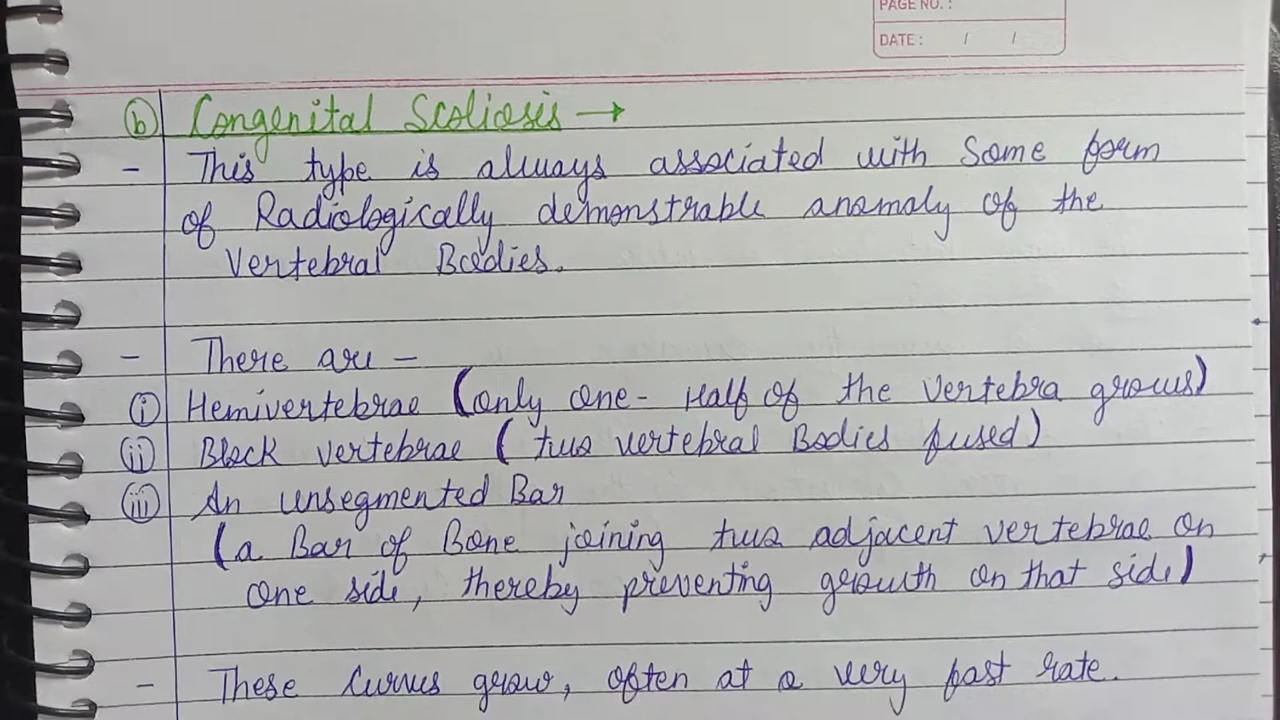 PAGE NO. :
DATE : / /
(b) Congenital Scoliosis →
- This type is always associated with Some form
of Radiologically demonstrable anomaly of the
Vertebral Bodies.
- There are -
(i) Hemivertebrae (only one- Half of the vertebra grows)
(ii) Block vertebrae ( two vertebral Bodies fused)
(iii) An unsegmented Bar
(a Bar of Bone joining two adjacent vertebrae on
one side, thereby preventing growth on that side)
- These Curves grow, often at a very fast rate.